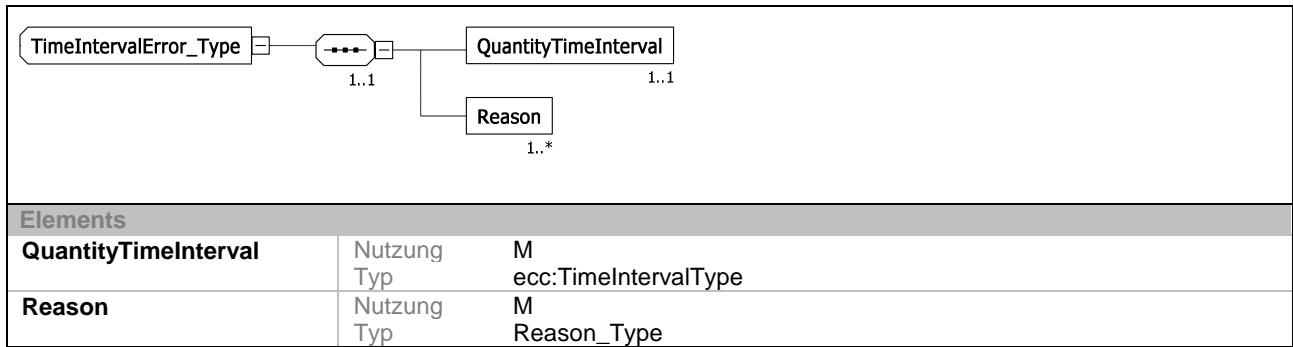 TimeIntervalError_Type
1..1
QuantityTimeInterval
1..1
Reason
1..*
Elements
QuantityTimeInterval Nutzung M
Typ ecc:TimeIntervalType
Reason Nutzung M
Typ Reason_Type